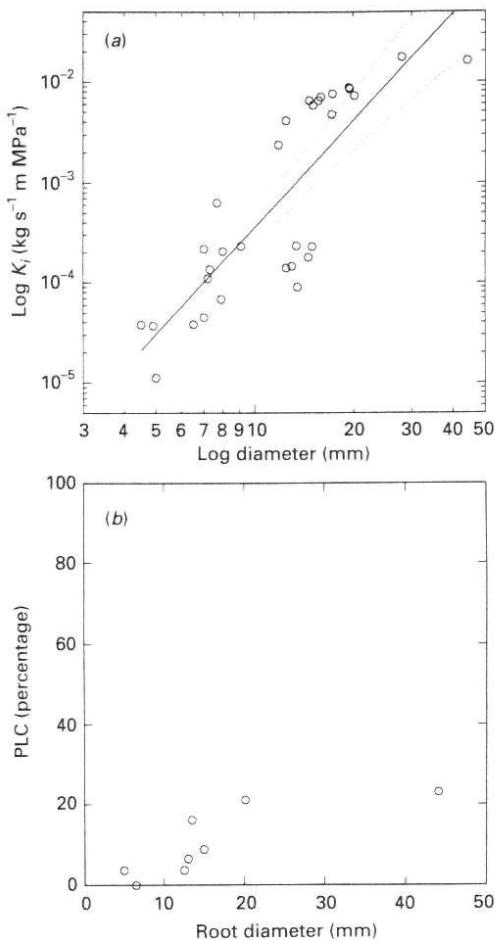 (a)
10⁻²
10⁻³
10⁻⁴
10⁻⁵
Log Kᵢ (kg s⁻¹ m MPa⁻¹)
3 4 5 6 7 8 9 10 20 30 40 50
Log diameter (mm)
(b)
100
80
60
40
20
0
PLC (percentage)
0 10 20 30 40 50
Root diameter (mm)